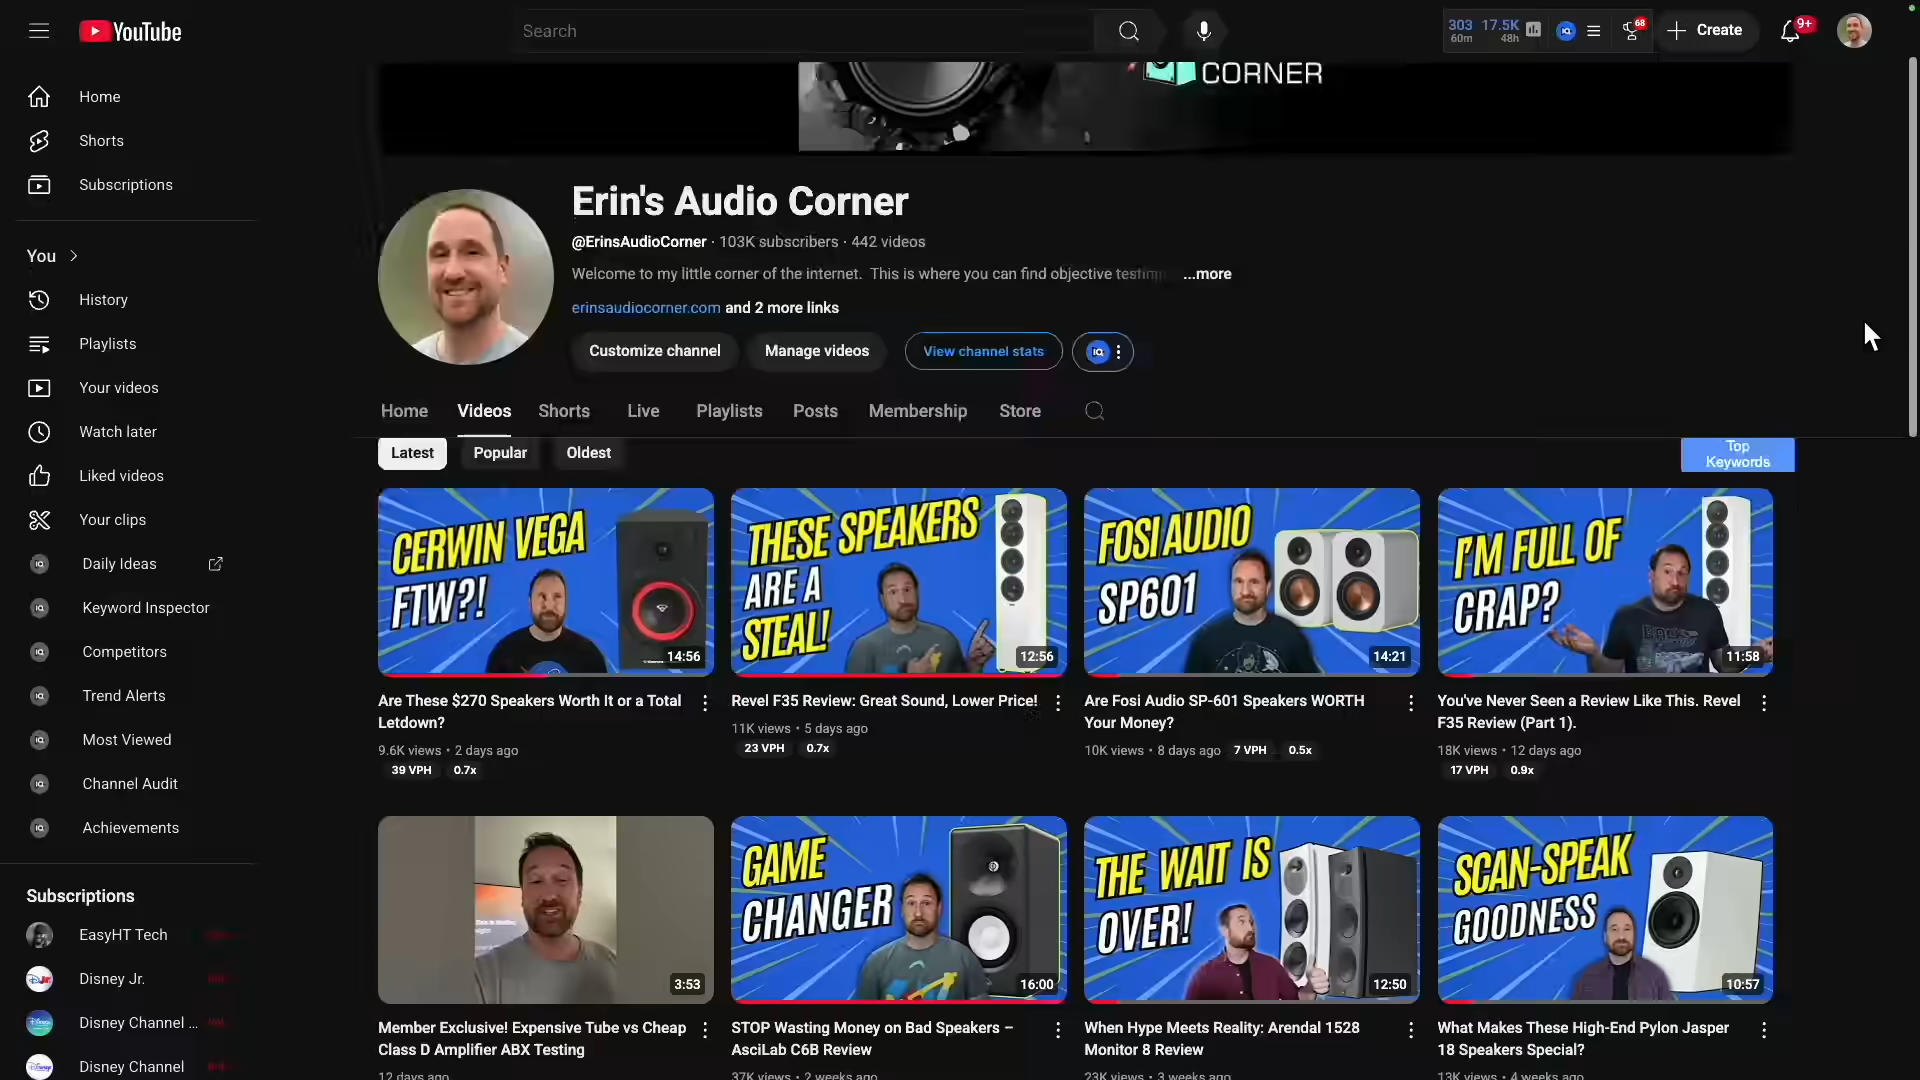 YouTube
Search
303 60m
17.5K 48h
68
Create
9+
CORNER
Home
Shorts
Subscriptions
You
History
Playlists
Your videos
Watch later
Liked videos
Your clips
Daily Ideas
Keyword Inspector
Competitors
Trend Alerts
Most Viewed
Channel Audit
Achievements
Subscriptions
EasyHT Tech
Disney Jr.
Disney Channel ...
Disney Channel
Erin's Audio Corner
@ErinsAudioCorner · 103K subscribers · 442 videos
Welcome to my little corner of the internet. This is where you can find objective testing ...more
erinsaudiocorner.com and 2 more links
Customize channel
Manage videos
View channel stats
Home
Videos
Shorts
Live
Playlists
Posts
Membership
Store
Latest
Popular
Oldest
Top
Keywords
CERWIN VEGA
FTW?!
14:56
Are These $270 Speakers Worth It or a Total
Letdown?
9.6K views • 2 days ago
39 VPH 0.7x
THESE SPEAKERS
ARE A
STEAL!
12:56
Revel F35 Review: Great Sound, Lower Price!
11K views • 5 days ago
23 VPH 0.7x
FOSI AUDIO
SP601
14:21
Are Fosi Audio SP-601 Speakers WORTH
Your Money?
10K views • 8 days ago 7 VPH 0.5x
I'M FULL OF
CRAP?
11:58
You've Never Seen a Review Like This. Revel
F35 Review (Part 1).
18K views • 12 days ago
17 VPH 0.9x
3:53
Member Exclusive! Expensive Tube vs Cheap
Class D Amplifier ABX Testing
12 days ago
GAME
CHANGER
16:00
STOP Wasting Money on Bad Speakers –
AsciLab C6B Review
37K views • 2 weeks ago
THE WAIT IS
OVER!
12:50
When Hype Meets Reality: Arendal 1528
Monitor 8 Review
23K views • 3 weeks ago
SCAN-SPEAK
GOODNESS
10:57
What Makes These High-End Pylon Jasper
18 Speakers Special?
13K views • 4 weeks ago